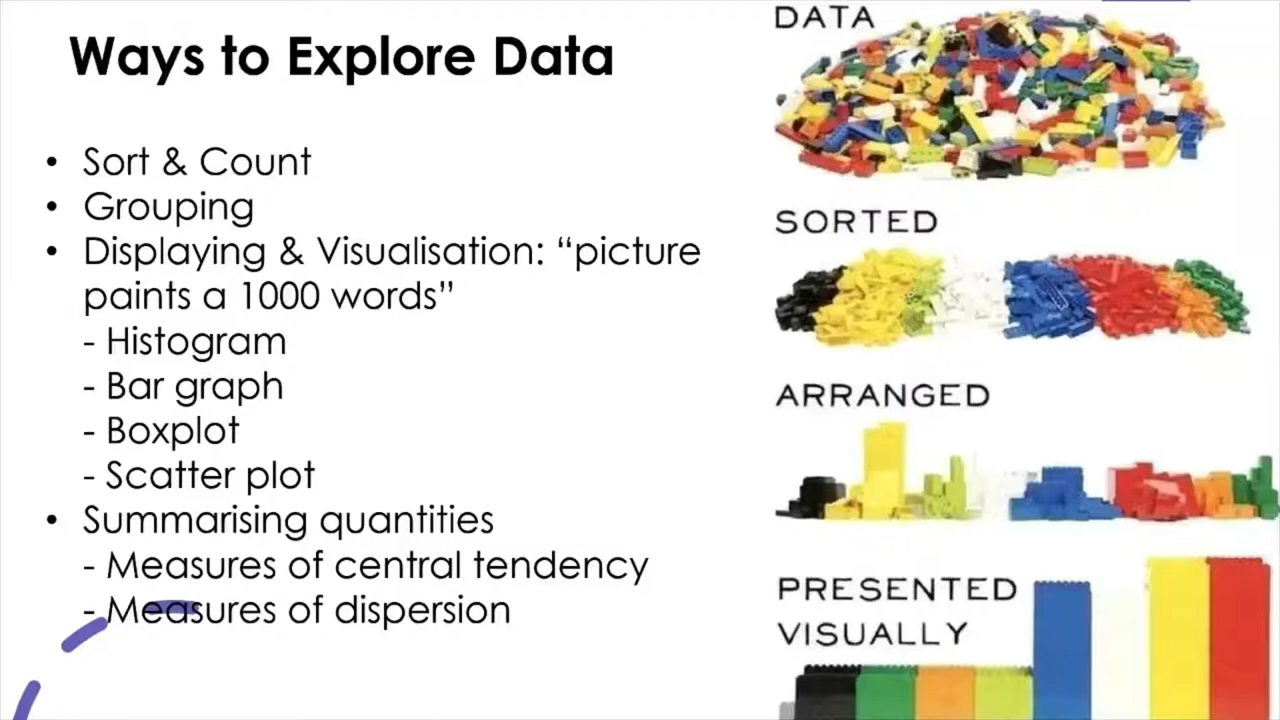 Ways to Explore Data
• Sort & Count
• Grouping
• Displaying & Visualisation: “picture
paints a 1000 words”
- Histogram
- Bar graph
- Boxplot
- Scatter plot
• Summarising quantities
- Measures of central tendency
- Measures of dispersion
DATA
SORTED
ARRANGED
PRESENTED
VISUALLY